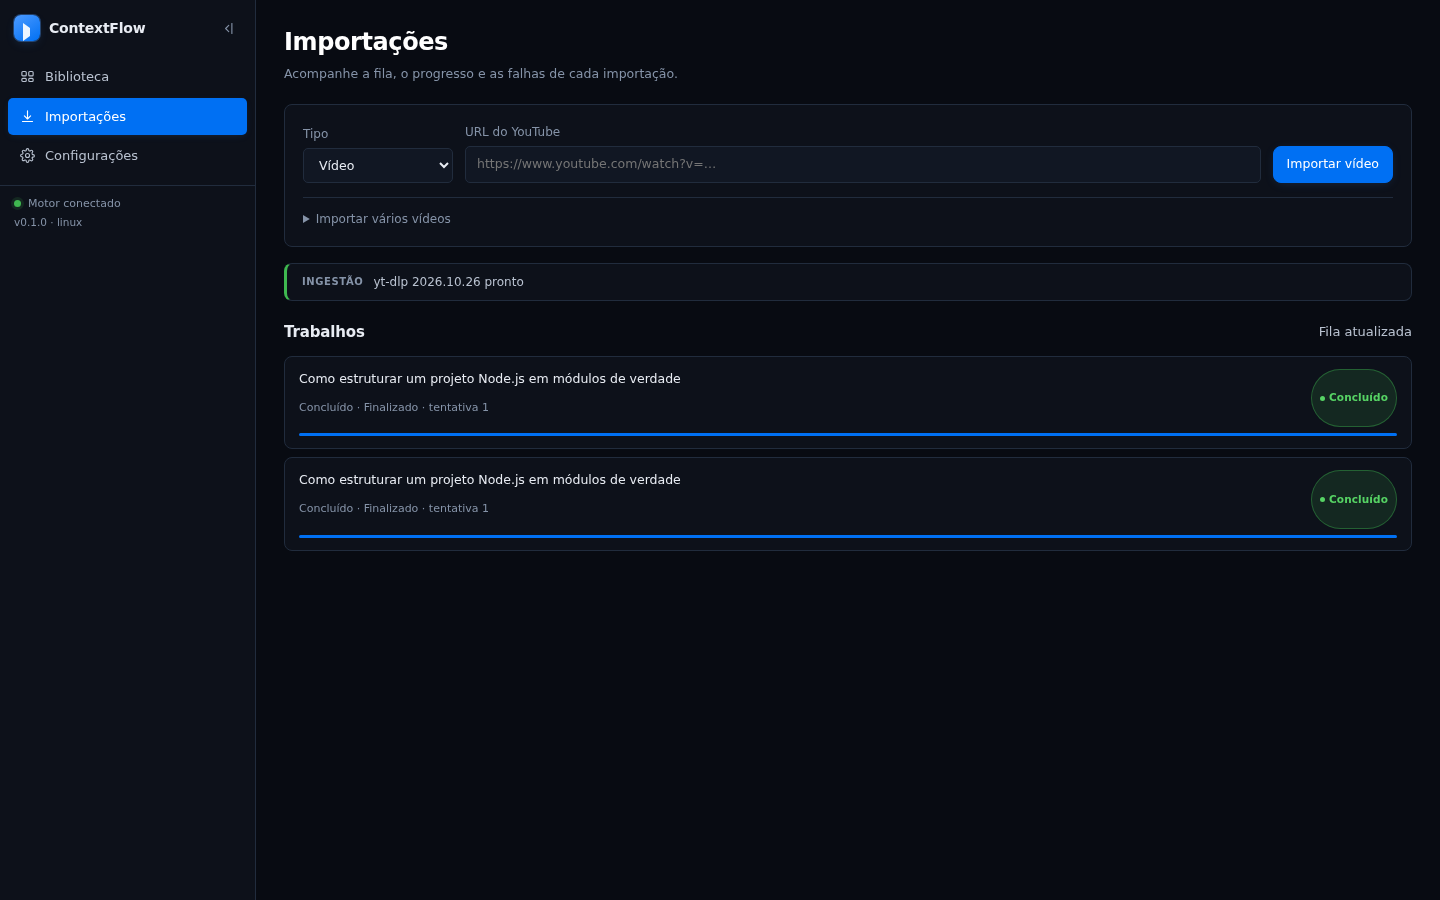 ContextFlow
Biblioteca
Importações
Configurações
Motor conectado
v0.1.0 · linux
Importações
Acompanhe a fila, o progresso e as falhas de cada importação.
Tipo
URL do YouTube
Vídeo
https://www.youtube.com/watch?v=...
Importar vídeo
Importar vários vídeos
INGESTÃO yt-dlp 2026.10.26 pronto
Trabalhos
Fila atualizada
Como estruturar um projeto Node.js em módulos de verdade
Concluído · Finalizado · tentativa 1
Concluído
Como estruturar um projeto Node.js em módulos de verdade
Concluído · Finalizado · tentativa 1
Concluído